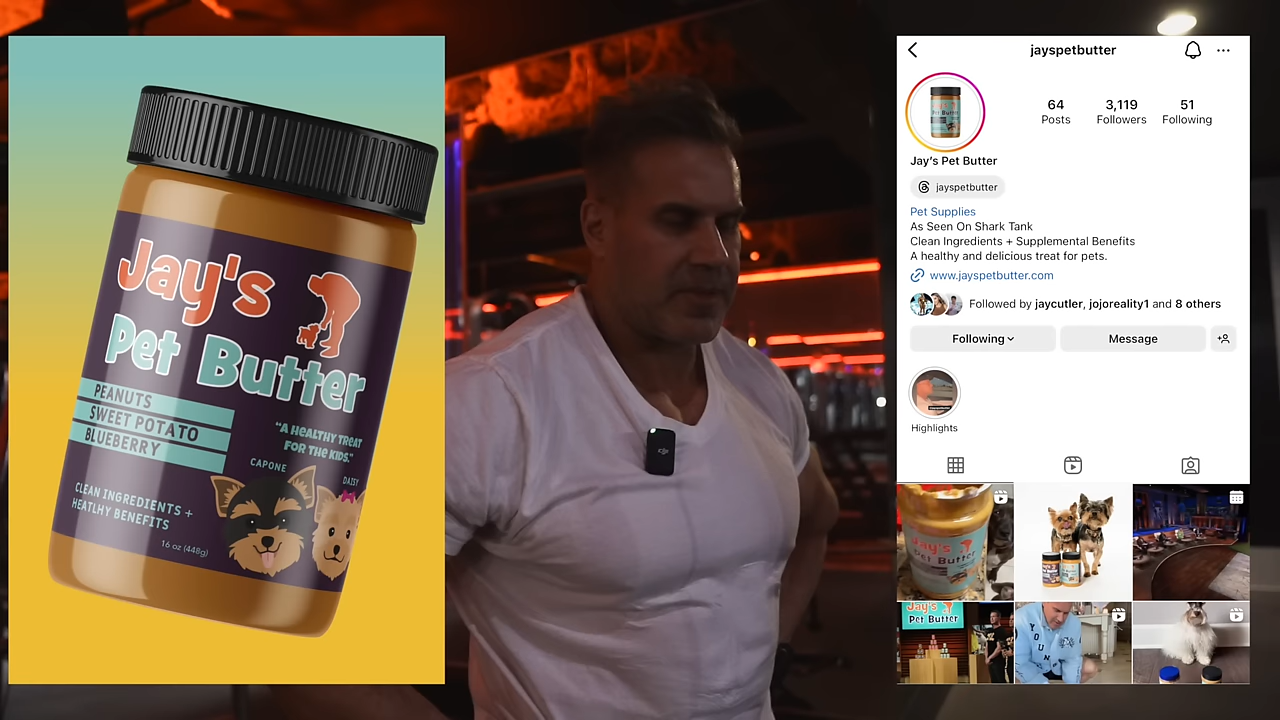 Jay's
Pet Butter
PEANUTS
SWEET POTATO
BLUEBERRY
"A HEALTHY TREAT
FOR THE KIDS."
CAPONE
DAISY
CLEAN INGREDIENTS +
HEATLHY BENEFITS
16 oz (448g)
dji
jayspetbutter
64
3,119
51
Posts
Followers
Following
Jay's Pet Butter
jayspetbutter
Pet Supplies
As Seen On Shark Tank
Clean Ingredients + Supplemental Benefits
A healthy and delicious treat for pets.
www.jayspetbutter.com
Followed by jaycutler, jojoreality1 and 8 others
Following
Message
Highlights
Jay's
Pet Butter
Jay's
Pet Butter
YOUN